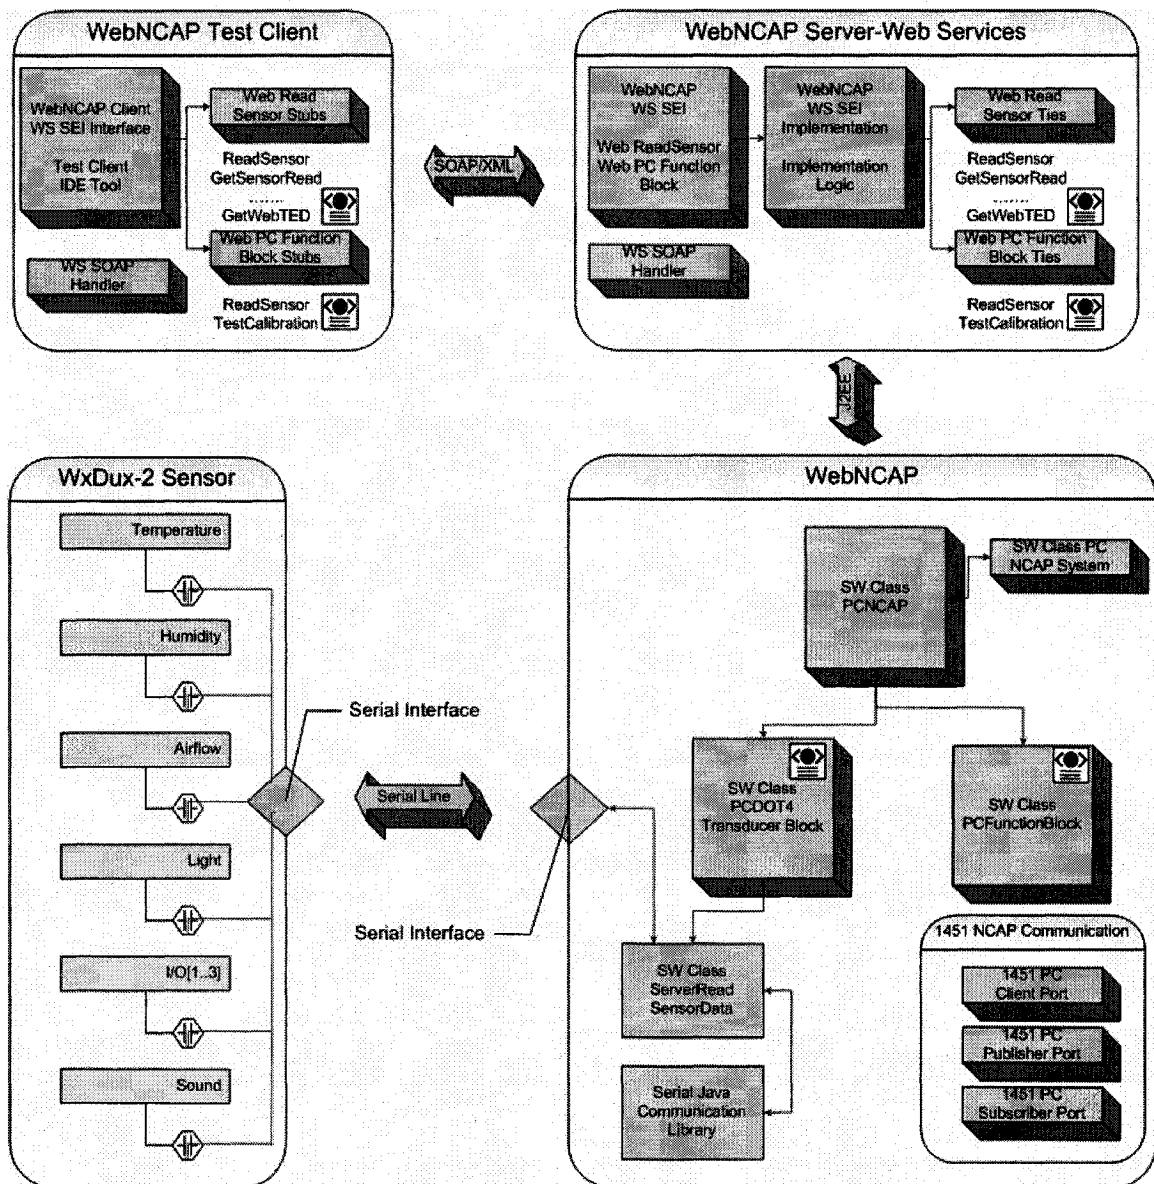 WebNCAP Test Client
WebNCAP Client
WS SEI Interface
Test Client
IDE Tool
Web Read
Sensor Stubs
ReadSensor
GetSensorRead
GetWebTED
Web PC Function
Block Stubs
WS SOAP
Handler
ReadSensor
TestCalibration
SOAP/XML
WebNCAP Server-Web Services
WebNCAP
WS SEI
Web ReadSensor
Web PC Function
Block
WebNCAP
WS SEI
Implementation
Implementation
Logic
Web Read
Sensor Ties
ReadSensor
GetSensorRead
GetWebTED
Web PC Function
Block Ties
WS SOAP
Handler
ReadSensor
TestCalibration
J2EE
WxDux-2 Sensor
Temperature
Humidity
Airflow
Light
I/O[1..3]
Sound
Serial Interface
Serial Line
Serial Interface
WebNCAP
SW Class
PCNCAP
SW Class PC
NCAP System
SW Class
PCDOT4
Transducer Block
SW Class
PCFunctionBlock
SW Class
ServerRead
SensorData
Serial Java
Communication
Library
1451 NCAP Communication
1451 PC
Client Port
1451 PC
Publisher Port
1451 PC
Subscriber Port